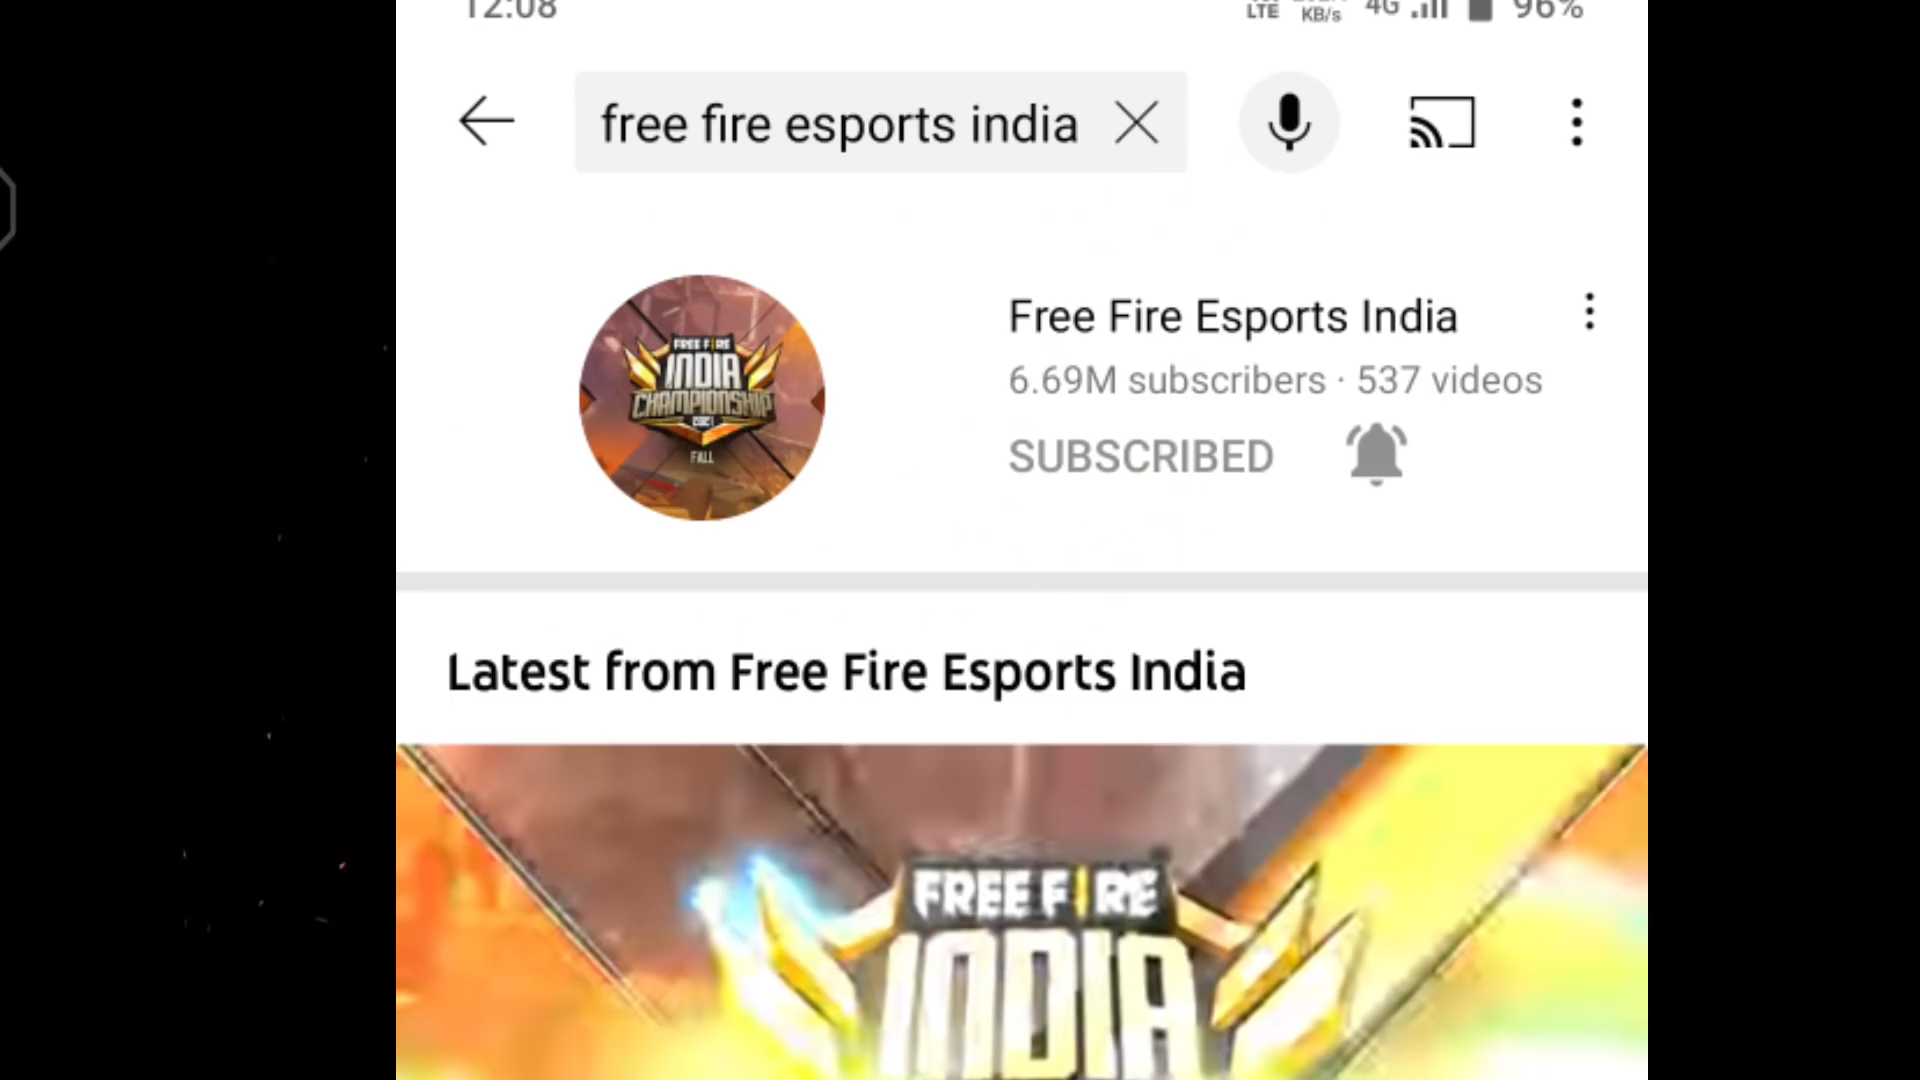 12:08
LTE KB/s 4G 96%
free fire esports india
FREE FIRE
INDIA
CHAMPIONSHIP
2021
FALL
Free Fire Esports India
6.69M subscribers · 537 videos
SUBSCRIBED
Latest from Free Fire Esports India
FREE FIRE
INDIA